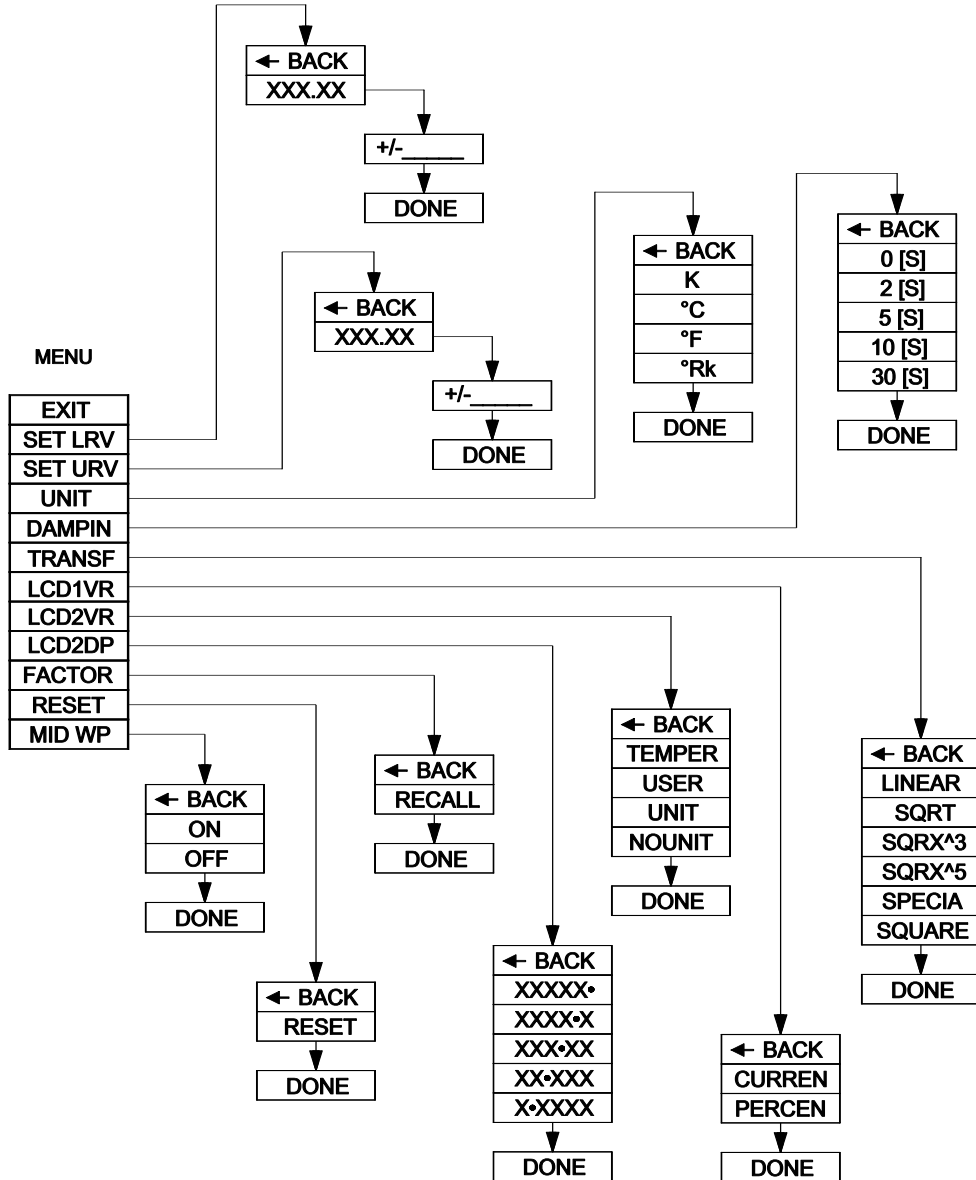 ← BACK
XXX.XX
+/-_____
DONE
← BACK
XXX.XX
+/-_____
DONE
← BACK
K
°C
°F
°Rk
DONE
← BACK
0 [S]
2 [S]
5 [S]
10 [S]
30 [S]
DONE
MENU
EXIT
SET LRV
SET URV
UNIT
DAMPIN
TRANSF
LCD1VR
LCD2VR
LCD2DP
FACTOR
RESET
MID WP
← BACK
ON
OFF
DONE
← BACK
RESET
DONE
← BACK
RECALL
DONE
← BACK
XXXXX•
XXXX•X
XXX•XX
XX•XXX
X•XXXX
DONE
← BACK
TEMPER
USER
UNIT
NOUNIT
DONE
← BACK
CURREN
PERCEN
DONE
← BACK
LINEAR
SQRT
SQRX^3
SQRX^5
SPECIA
SQUARE
DONE